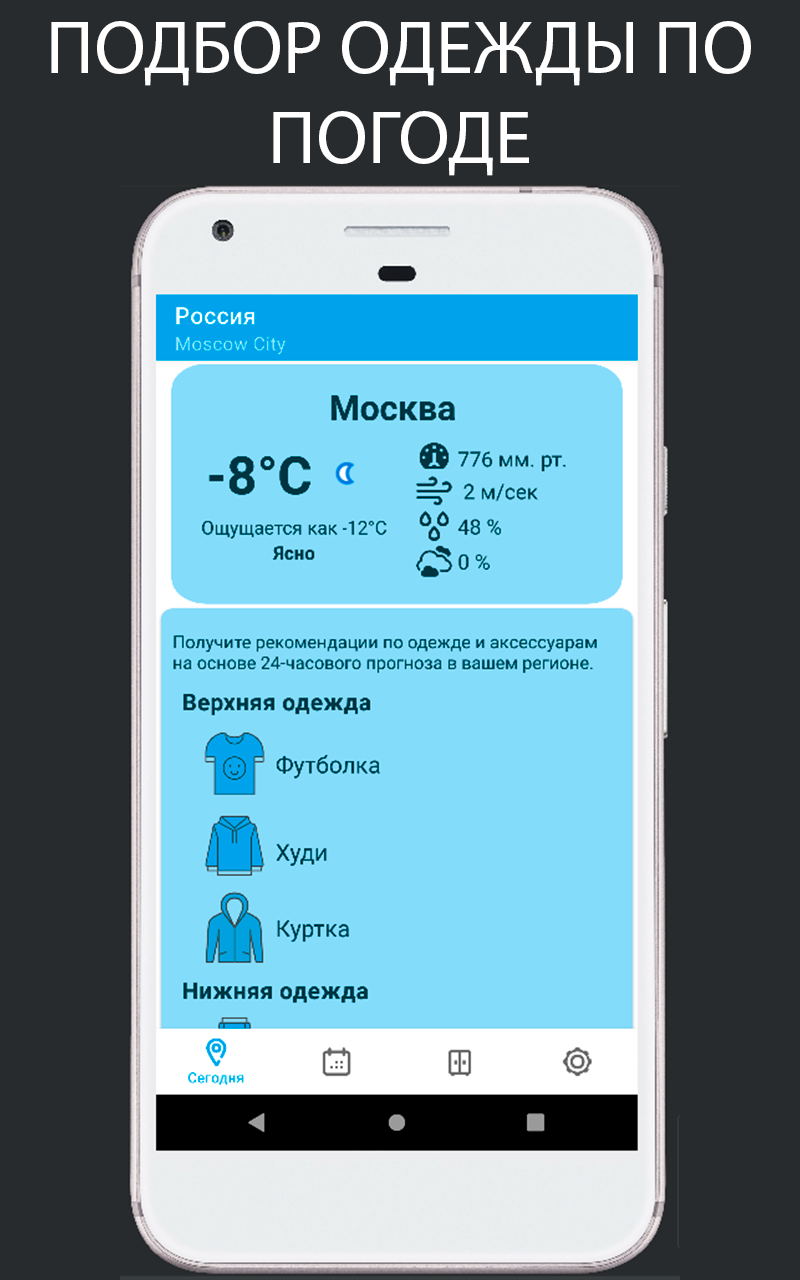 ПОДБОР ОДЕЖДЫ ПО
ПОГОДЕ
Россия
Moscow City
Москва
-8°C
776 мм. рт.
2 м/сек
Ощущается как -12°C
48 %
Ясно
0 %
Получите рекомендации по одежде и аксессуарам
на основе 24-часового прогноза в вашем регионе.
Верхняя одежда
Футболка
Худи
Куртка
Нижняя одежда
Сегодня